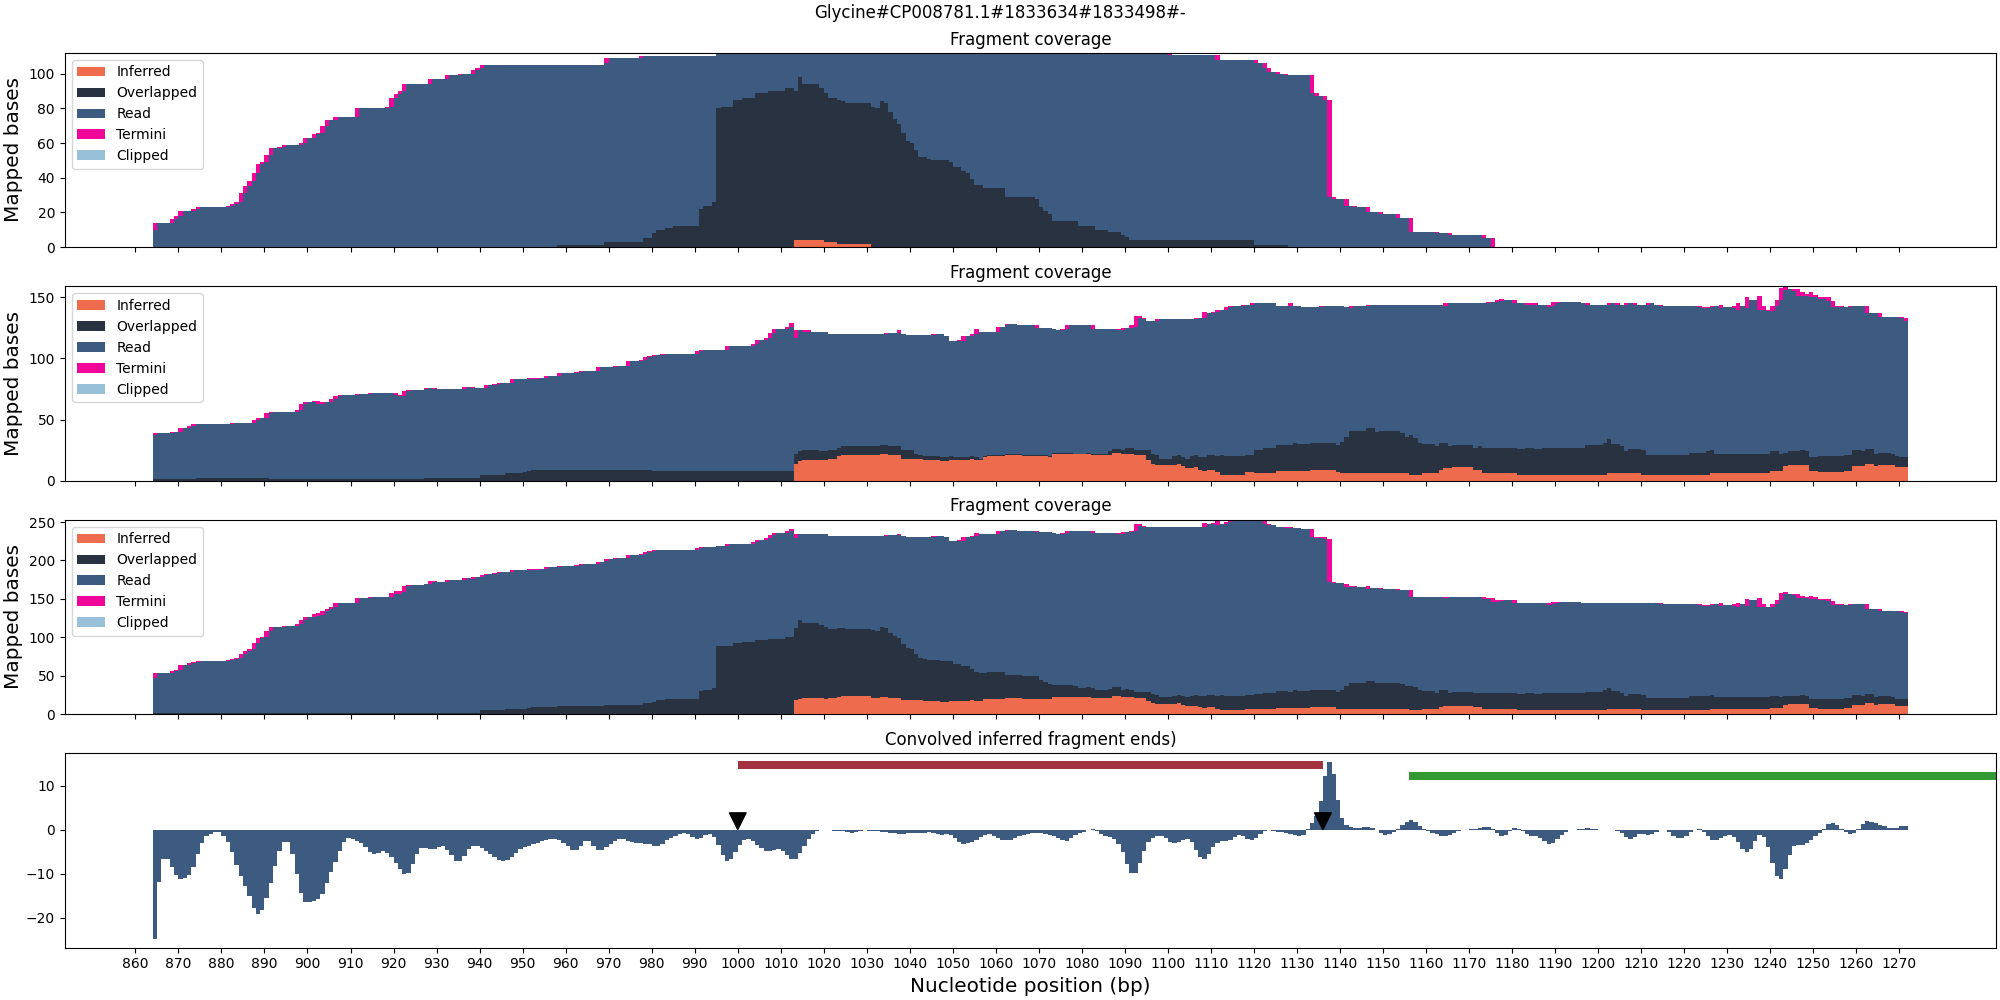 Glycine#CP008781.1#1833634#1833498#-
Fragment coverage
Mapped bases
100
80
60
40
20
0
Inferred
Overlapped
Read
Termini
Clipped
Fragment coverage
Mapped bases
150
100
50
0
Inferred
Overlapped
Read
Termini
Clipped
Fragment coverage
Mapped bases
250
200
150
100
50
0
Inferred
Overlapped
Read
Termini
Clipped
Convolved inferred fragment ends)
10
0
−10
−20
860 870 880 890 900 910 920 930 940 950 960 970 980 990 1000 1010 1020 1030 1040 1050 1060 1070 1080 1090 1100 1110 1120 1130 1140 1150 1160 1170 1180 1190 1200 1210 1220 1230 1240 1250 1260 1270
Nucleotide position (bp)